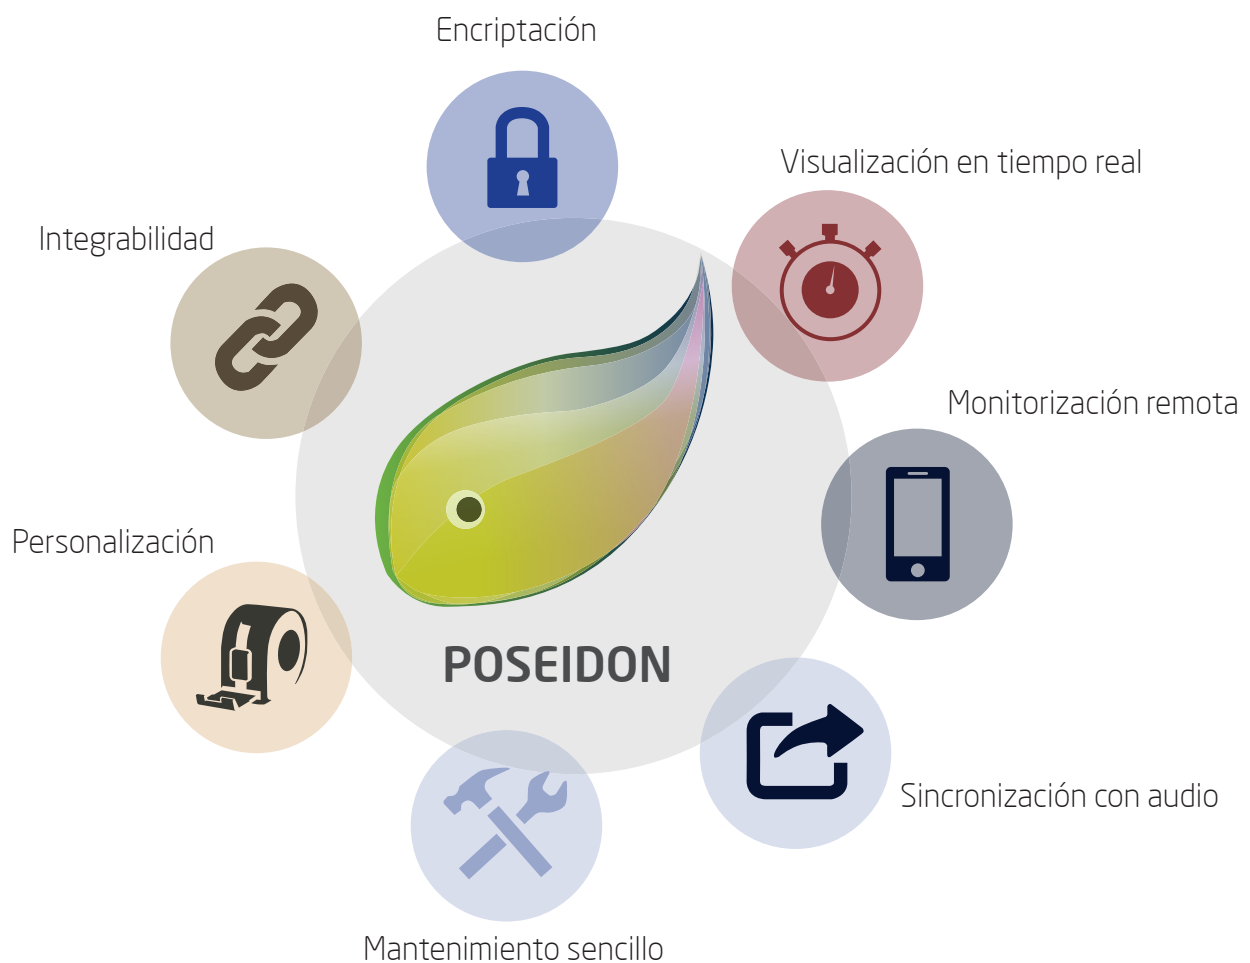 Encriptación
Visualización en tiempo real
Integrabilidad
Monitorización remota
Personalización
POSEIDON
Sincronización con audio
Mantenimiento sencillo